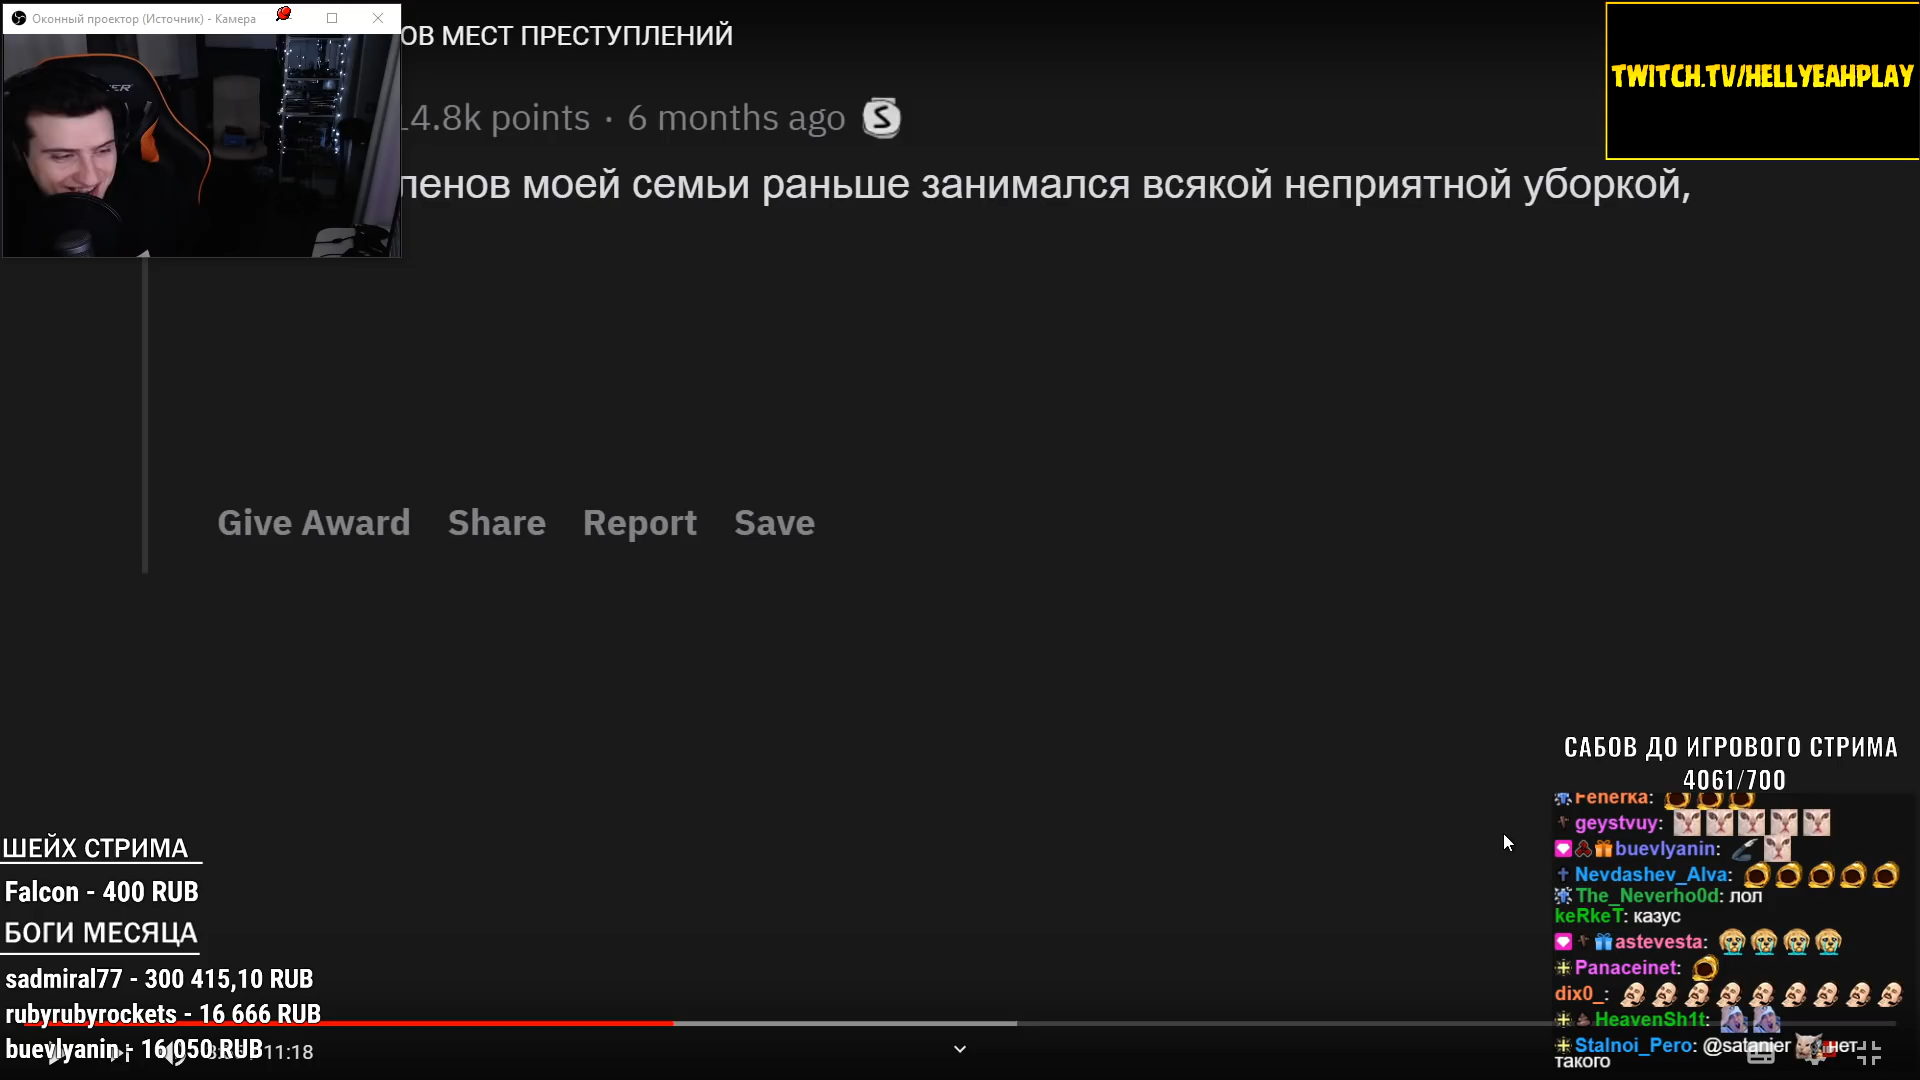 Оконный проектор (Источник) - Камера
ОВ МЕСТ ПРЕСТУПЛЕНИЙ
TWITCH.TV/HELLYEAHPLAY
4.8k points · 6 months ago
ленов моей семьи раньше занимался всякой неприятной уборкой,
Give Award Share Report Save
САБОВ ДО ИГРОВОГО СТРИМА
4061/700
Fenerka:
geystvuy:
buevlyanin:
Nevdashev_Alva:
The_Neverho0d: лол
keRkeT: казус
astevesta:
Panaceinet:
dix0_:
HeavenSh1t:
Stalnoi_Pero: @satanier нет
такого
ШЕЙХ СТРИМА
Falcon - 400 RUB
БОГИ МЕСЯЦА
sadmiral77 - 300 415,10 RUB
rubyrubyrockets - 16 666 RUB
buevlyanin - 16 050 RUB
11:18